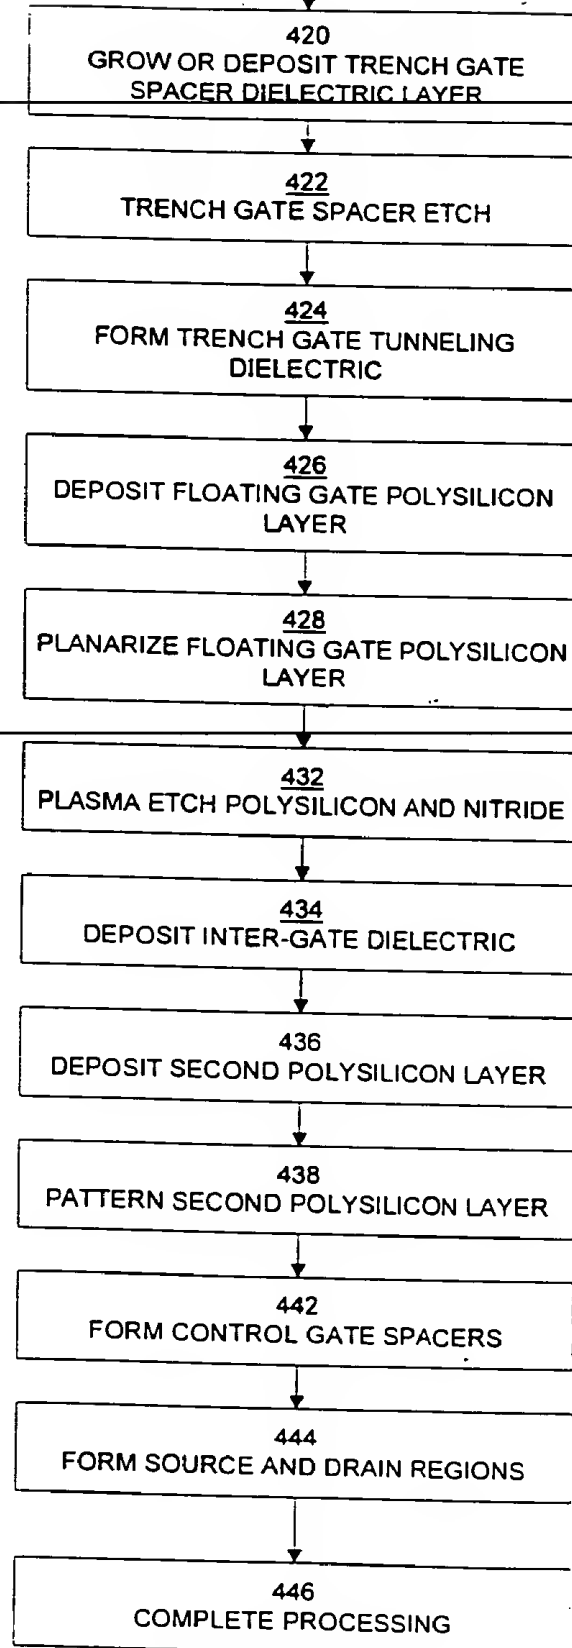 420
GROW OR DEPOSIT TRENCH GATE
SPACER DIELECTRIC LAYER
422
TRENCH GATE SPACER ETCH
424
FORM TRENCH GATE TUNNELING
DIELECTRIC
426
DEPOSIT FLOATING GATE POLYSILICON
LAYER
428
PLANARIZE FLOATING GATE POLYSILICON
LAYER
432
PLASMA ETCH POLYSILICON AND NITRIDE
434
DEPOSIT INTER-GATE DIELECTRIC
436
DEPOSIT SECOND POLYSILICON LAYER
438
PATTERN SECOND POLYSILICON LAYER
442
FORM CONTROL GATE SPACERS
444
FORM SOURCE AND DRAIN REGIONS
446
COMPLETE PROCESSING